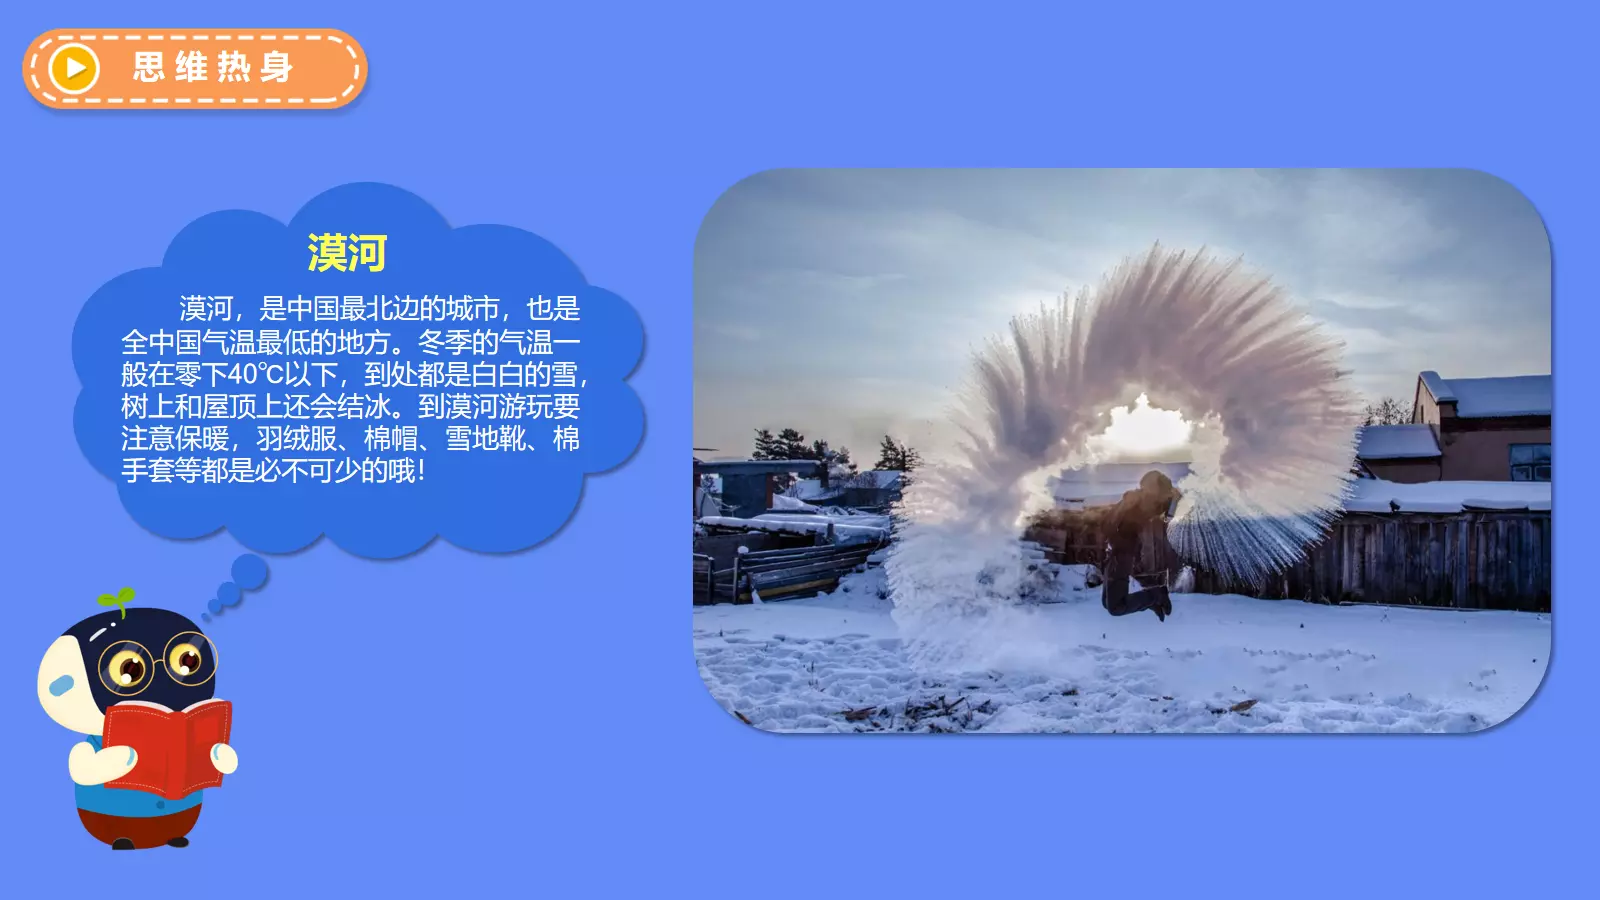 思维热身
漠河
漠河，是中国最北边的城市，也是
全中国气温最低的地方。冬季的气温一
般在零下40℃以下，到处都是白白的雪，
树上和屋顶上还会结冰。到漠河游玩要
注意保暖，羽绒服、棉帽、雪地靴、棉
手套等都是必不可少的哦！